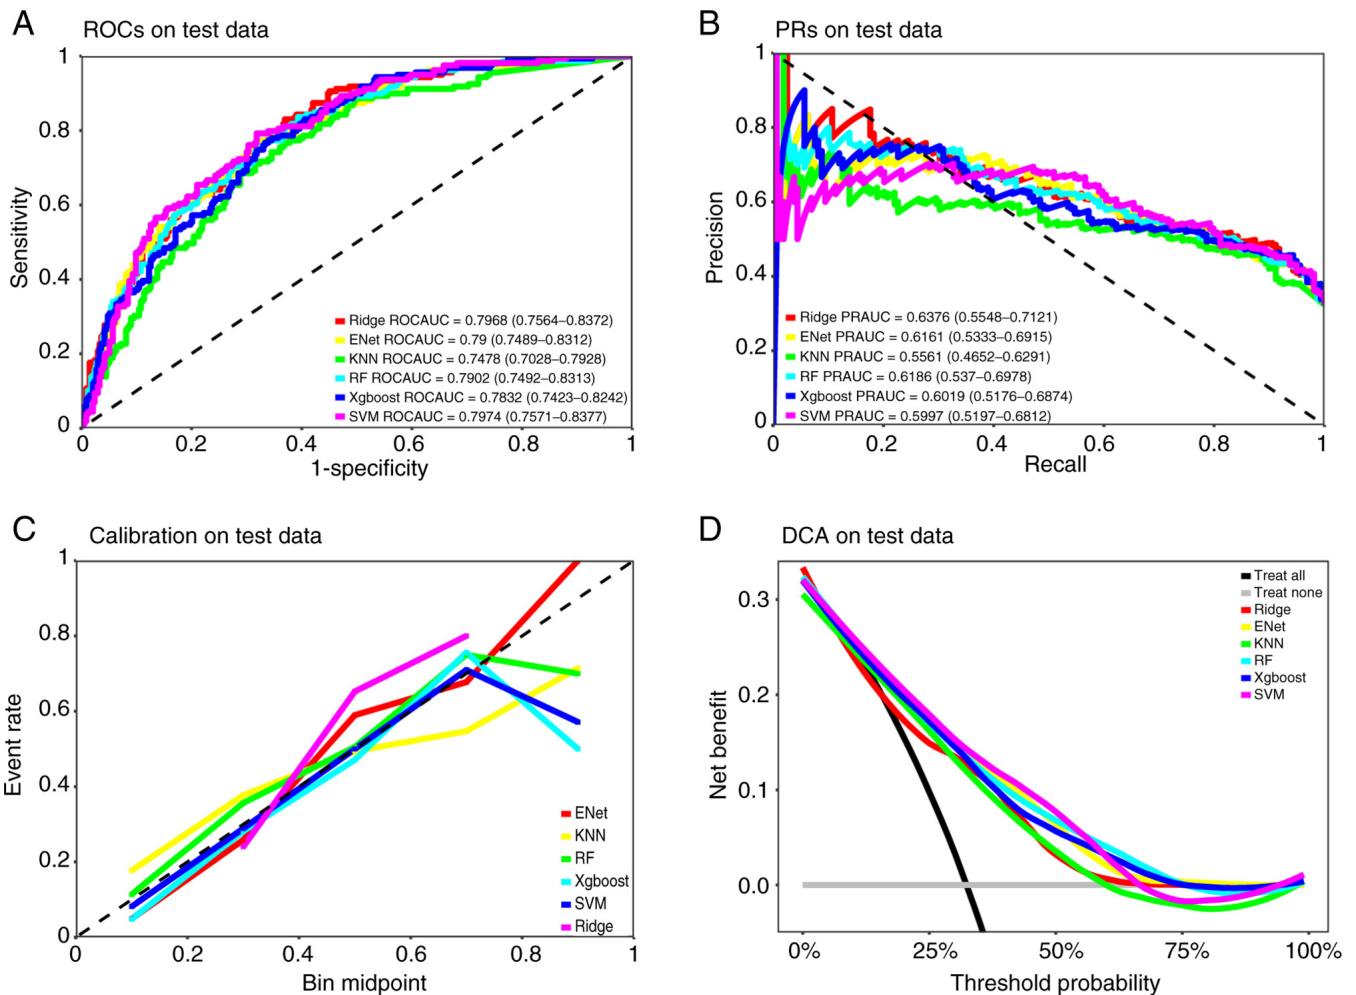 A
ROCs on test data
1
0.8
0.6
0.4
0.2
0
Sensitivity
Ridge ROCAUC = 0.7968 (0.7564–0.8372)
ENet ROCAUC = 0.79 (0.7489–0.8312)
KNN ROCAUC = 0.7478 (0.7028–0.7928)
RF ROCAUC = 0.7902 (0.7492–0.8313)
Xgboost ROCAUC = 0.7832 (0.7423–0.8242)
SVM ROCAUC = 0.7974 (0.7571–0.8377)
0 0.2 0.4 0.6 0.8 1
1-specificity
B
PRs on test data
1
0.8
0.6
0.4
0.2
0
Precision
Ridge PRAUC = 0.6376 (0.5548–0.7121)
ENet PRAUC = 0.6161 (0.5333–0.6915)
KNN PRAUC = 0.5561 (0.4652–0.6291)
RF PRAUC = 0.6186 (0.537–0.6978)
Xgboost PRAUC = 0.6019 (0.5176–0.6874)
SVM PRAUC = 0.5997 (0.5197–0.6812)
0 0.2 0.4 0.6 0.8 1
Recall
C
Calibration on test data
1
0.8
0.6
0.4
0.2
0
Event rate
ENet
KNN
RF
Xgboost
SVM
Ridge
0 0.2 0.4 0.6 0.8 1
Bin midpoint
D
DCA on test data
0.3
0.2
0.1
0.0
Net benefit
Treat all
Treat none
Ridge
ENet
KNN
RF
Xgboost
SVM
0% 25% 50% 75% 100%
Threshold probability